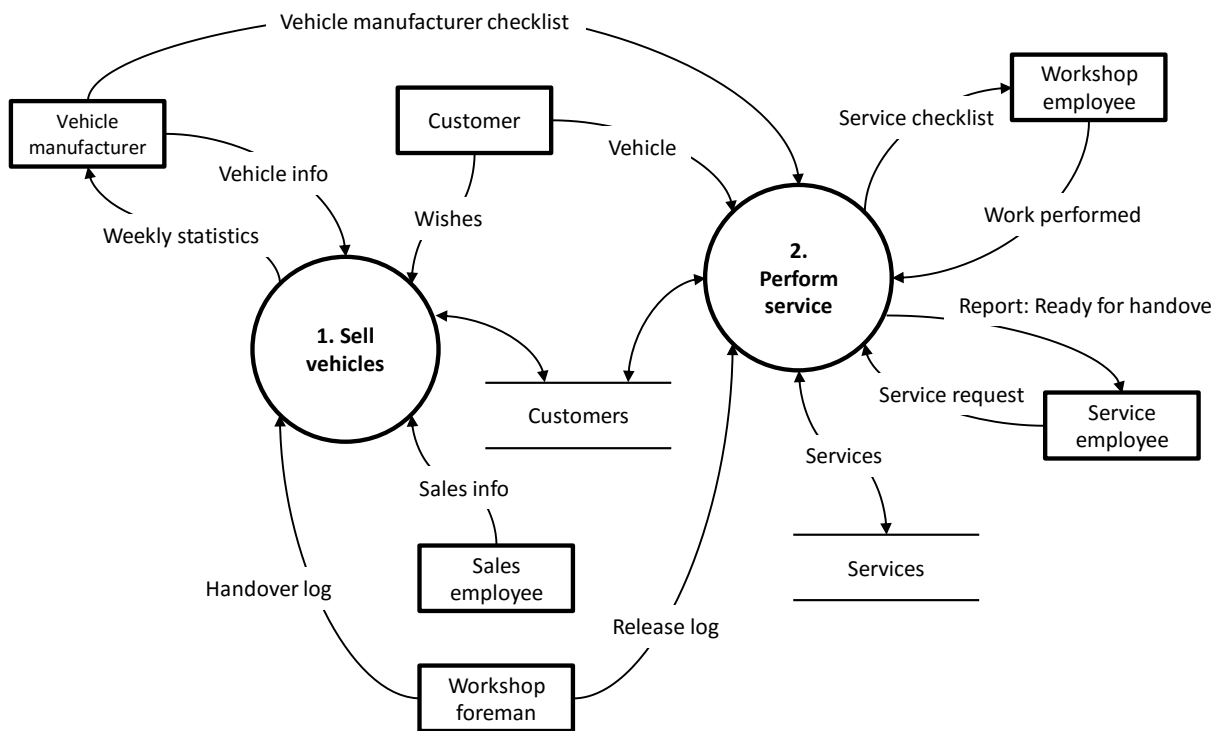 Vehicle manufacturer checklist
Vehicle
manufacturer
Customer
Workshop
employee
Vehicle info
Vehicle
Service checklist
Weekly statistics
Wishes
Work performed
1. Sell
vehicles
2.
Perform
service
Report: Ready for handove
Customers
Service request
Service
employee
Sales info
Services
Sales
employee
Services
Handover log
Release log
Workshop
foreman